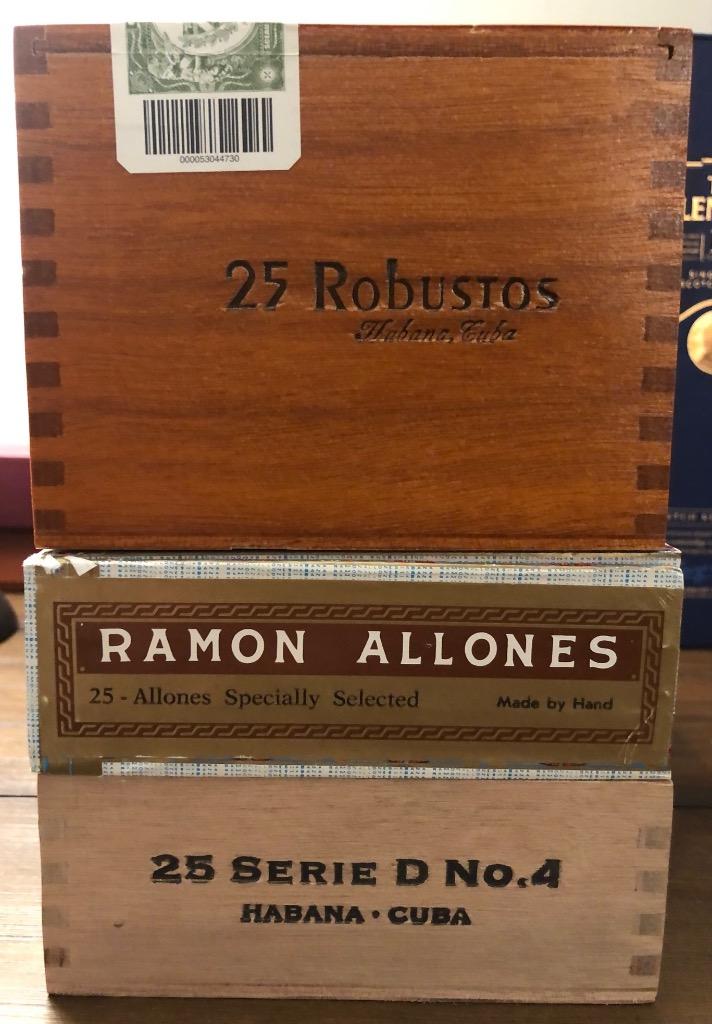 000053044730
25 Robustos
Habana, Cuba
RAMON ALLONES
25 - Allones Specially Selected
Made by Hand
25 SERIE D No.4
HABANA • CUBA